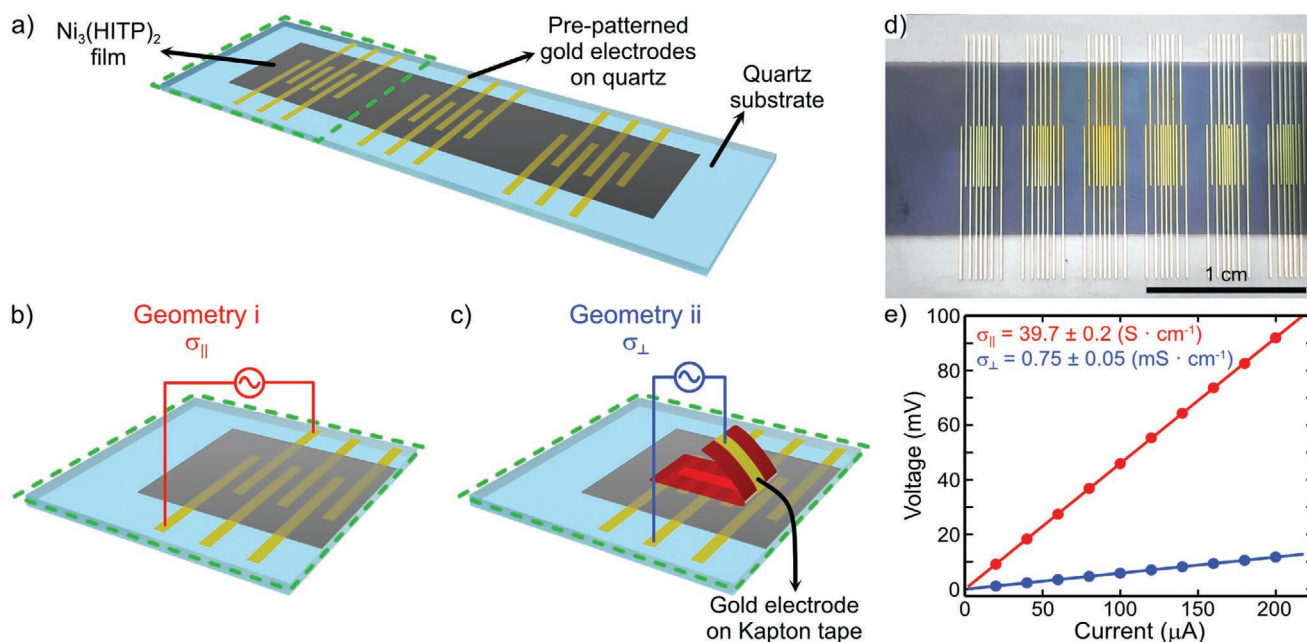 a)
Ni₃(HITP)₂
film
Pre-patterned
gold electrodes
on quartz
Quartz
substrate
d)
1 cm
b)
Geometry i
σ||
c)
Geometry ii
σ⊥
Gold electrode
on Kapton tape
e)
σ|| = 39.7 ± 0.2 (S · cm⁻¹)
σ⊥ = 0.75 ± 0.05 (mS · cm⁻¹)
100
80
60
40
20
0
Voltage (mV)
0 50 100 150 200
Current (μA)